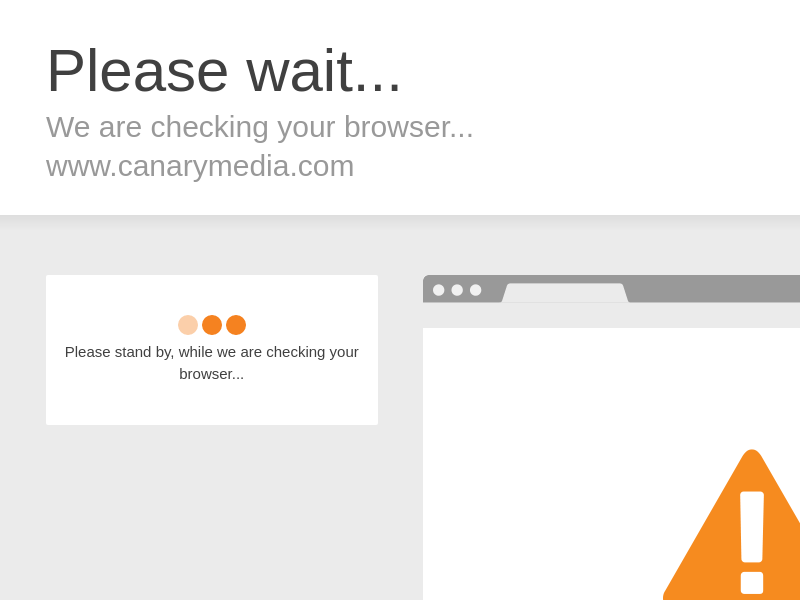 Please wait...
We are checking your browser...
www.canarymedia.com
Please stand by, while we are checking your
browser...